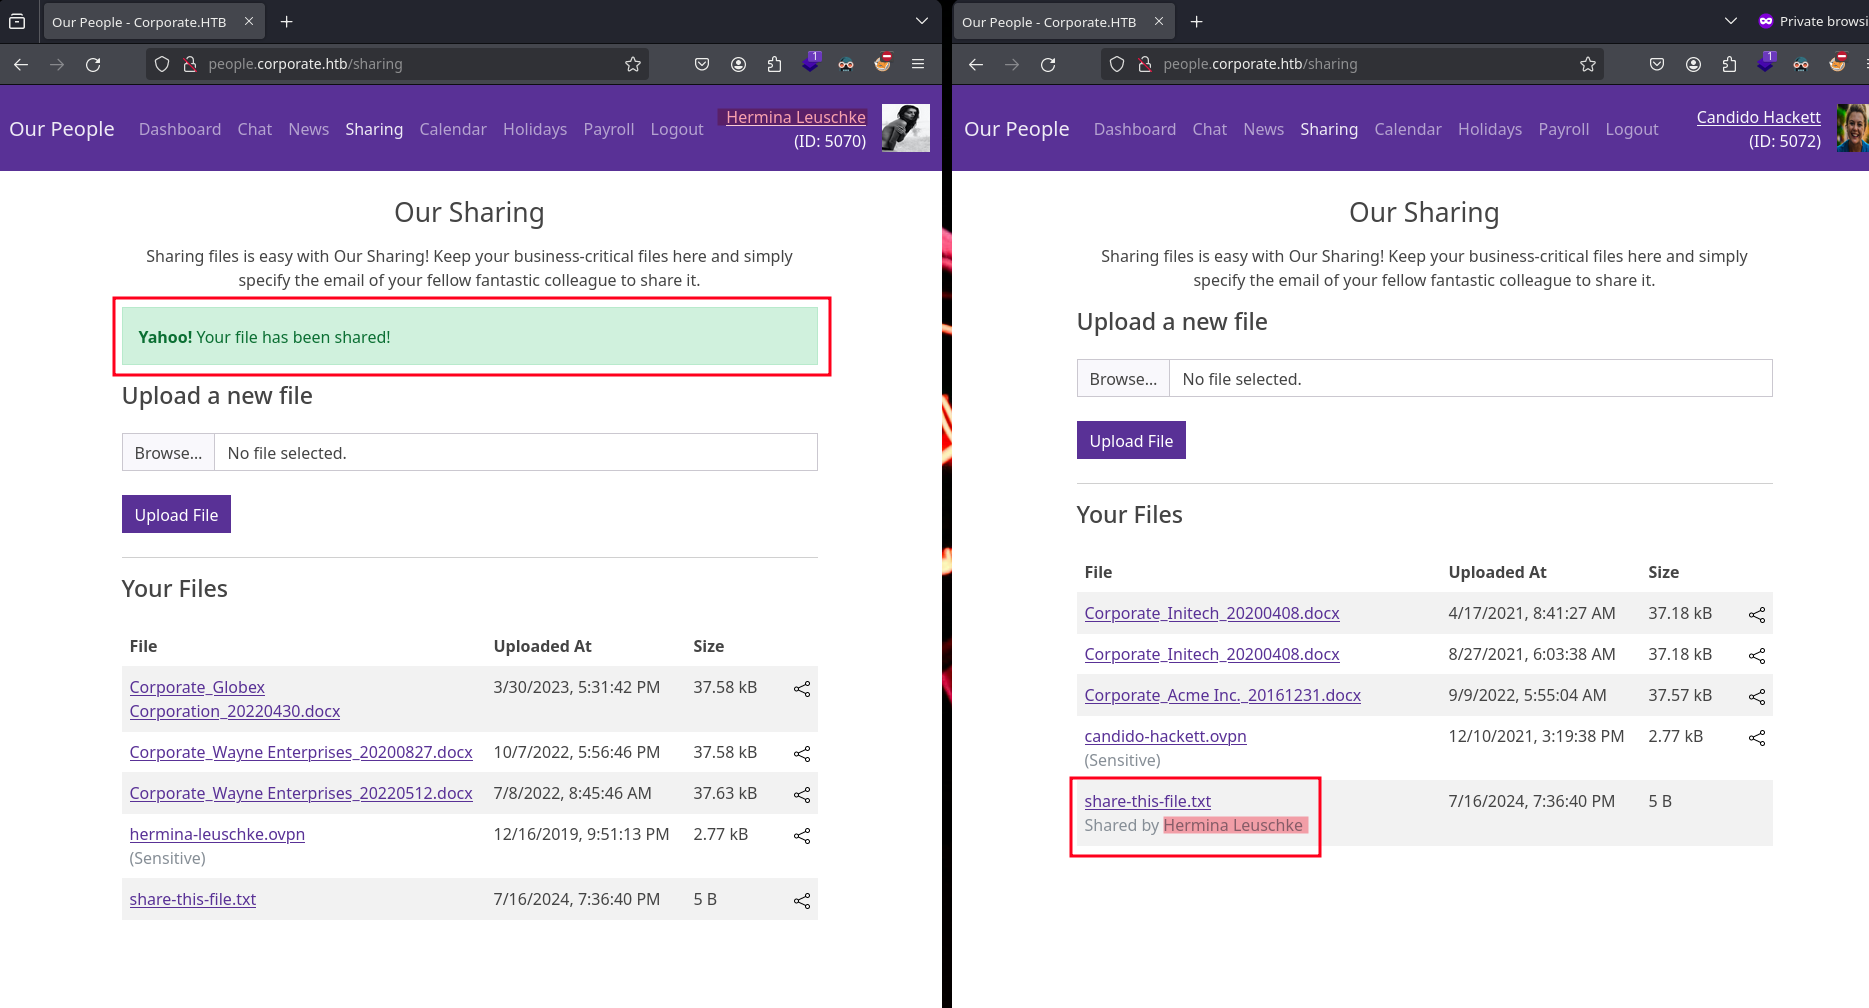 Our People - Corporate.HTB
people.corporate.htb/sharing
1
Our People Dashboard Chat News Sharing Calendar Holidays Payroll Logout
Hermina Leuschke
(ID: 5070)
Our Sharing
Sharing files is easy with Our Sharing! Keep your business-critical files here and simply
specify the email of your fellow fantastic colleague to share it.
Yahoo! Your file has been shared!
Upload a new file
Browse... No file selected.
Upload File
Your Files
File Uploaded At Size
Corporate_Globex
Corporation_20220430.docx 3/30/2023, 5:31:42 PM 37.58 kB
Corporate_Wayne Enterprises_20200827.docx 10/7/2022, 5:56:46 PM 37.58 kB
Corporate_Wayne Enterprises_20220512.docx 7/8/2022, 8:45:46 AM 37.63 kB
hermina-leuschke.ovpn 12/16/2019, 9:51:13 PM 2.77 kB
(Sensitive)
share-this-file.txt 7/16/2024, 7:36:40 PM 5 B
Our People - Corporate.HTB
Private browsi
people.corporate.htb/sharing
1
Our People Dashboard Chat News Sharing Calendar Holidays Payroll Logout
Candido Hackett
(ID: 5072)
Our Sharing
Sharing files is easy with Our Sharing! Keep your business-critical files here and simply
specify the email of your fellow fantastic colleague to share it.
Upload a new file
Browse... No file selected.
Upload File
Your Files
File Uploaded At Size
Corporate_Initech_20200408.docx 4/17/2021, 8:41:27 AM 37.18 kB
Corporate_Initech_20200408.docx 8/27/2021, 6:03:38 AM 37.18 kB
Corporate_Acme Inc._20161231.docx 9/9/2022, 5:55:04 AM 37.57 kB
candido-hackett.ovpn 12/10/2021, 3:19:38 PM 2.77 kB
(Sensitive)
share-this-file.txt 7/16/2024, 7:36:40 PM 5 B
Shared by Hermina Leuschke